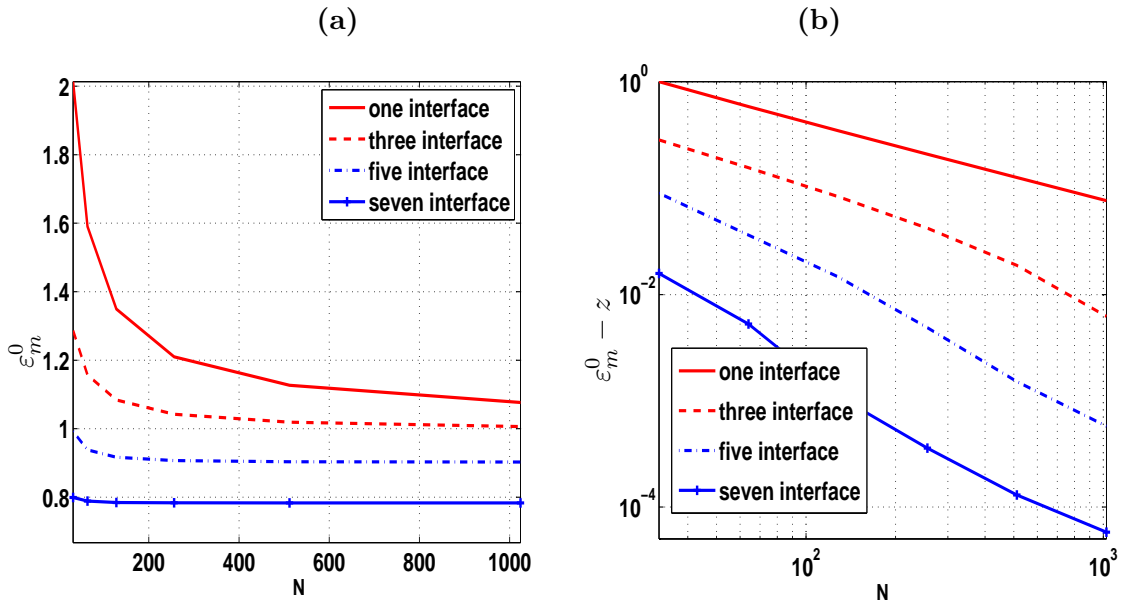 (a)
(b)
2
1.8
1.6
1.4
1.2
1
0.8
200
400
600
800
1000
N
ε_m^0
one interface
three interface
five interface
seven interface
10^0
10^-2
10^-4
10^2
10^3
N
ε_m^0 − z
one interface
three interface
five interface
seven interface